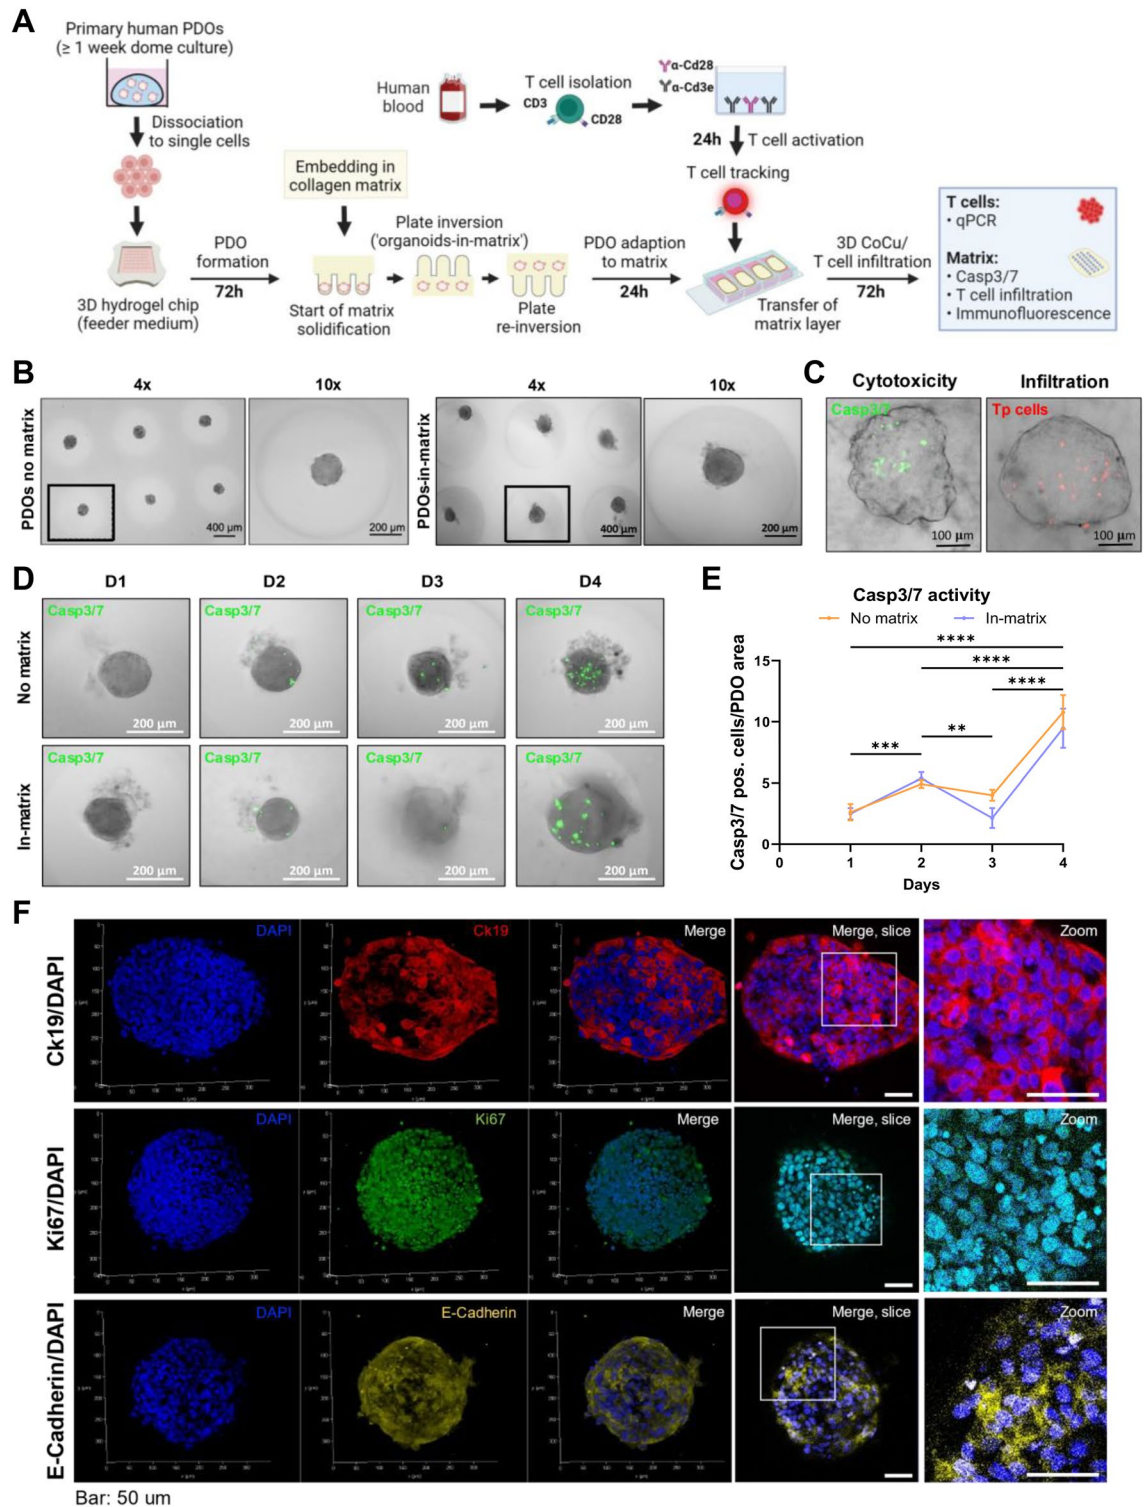 A
Primary human PDOs
(≥ 1 week dome culture)
Dissociation
to single cells
3D hydrogel chip
(feeder medium)
PDO
formation
72h
Embedding in
collagen matrix
Start of matrix
solidification
Plate inversion
('organoids-in-matrix')
Plate
re-inversion
PDO adaption
to matrix
24h
Human
blood
T cell isolation
CD3
CD28
α-Cd28
α-Cd3e
24h
T cell activation
T cell tracking
Transfer of
matrix layer
3D CoCu/
T cell infiltration
72h
T cells:
• qPCR
Matrix:
• Casp3/7
• T cell infiltration
• Immunofluorescence
B
4x
10x
4x
10x
PDOs no matrix
400 µm
200 µm
PDOs-in-matrix
400 µm
200 µm
C
Cytotoxicity
Infiltration
Casp3/7
Tp cells
100 µm
100 µm
D
D1
D2
D3
D4
No matrix
Casp3/7
Casp3/7
Casp3/7
Casp3/7
200 µm
200 µm
200 µm
200 µm
In-matrix
Casp3/7
Casp3/7
Casp3/7
Casp3/7
200 µm
200 µm
200 µm
200 µm
E
Casp3/7 activity
No matrix
In-matrix
****
****
****
***
**
Casp3/7 pos. cells/PDO area
15
10
5
0
0
1
2
3
4
Days
F
Ck19/DAPI
DAPI
Ck19
Merge
Merge, slice
Zoom
Ki67/DAPI
DAPI
Ki67
Merge
Merge, slice
Zoom
E-Cadherin/DAPI
DAPI
E-Cadherin
Merge
Merge, slice
Zoom
Bar: 50 um